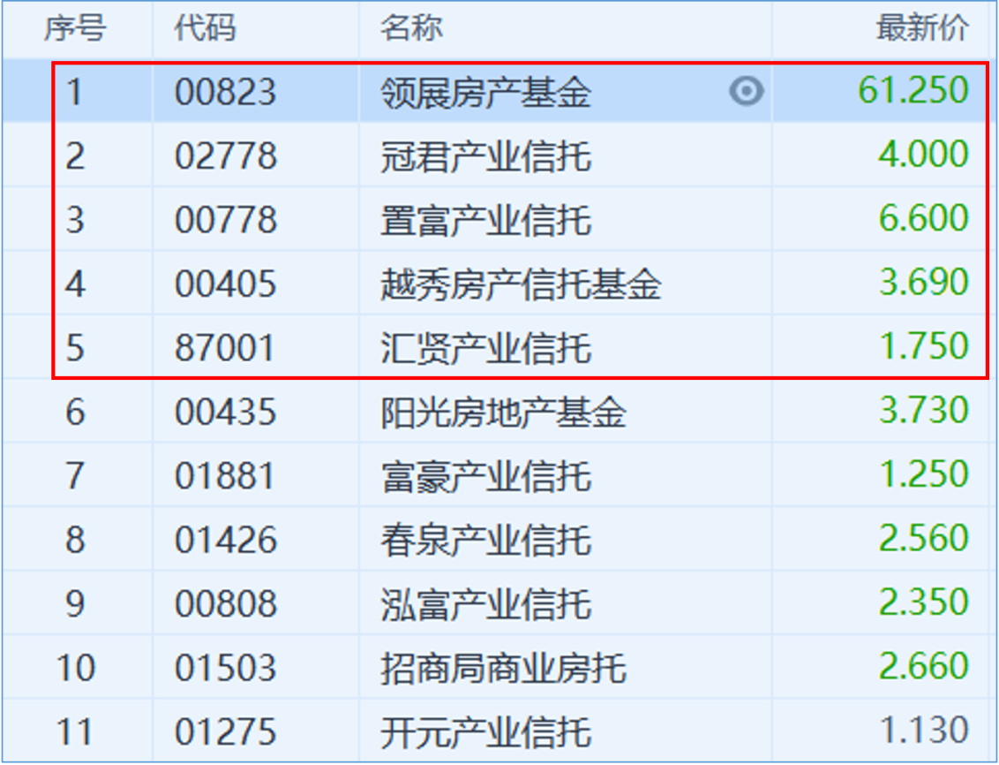 序号 代码 名称 最新价
1 00823 领展房产基金 61.250
2 02778 冠君产业信托 4.000
3 00778 置富产业信托 6.600
4 00405 越秀房产信托基金 3.690
5 87001 汇贤产业信托 1.750
6 00435 阳光房地产基金 3.730
7 01881 富豪产业信托 1.250
8 01426 春泉产业信托 2.560
9 00808 泓富产业信托 2.350
10 01503 招商局商业房托 2.660
11 01275 开元产业信托 1.130